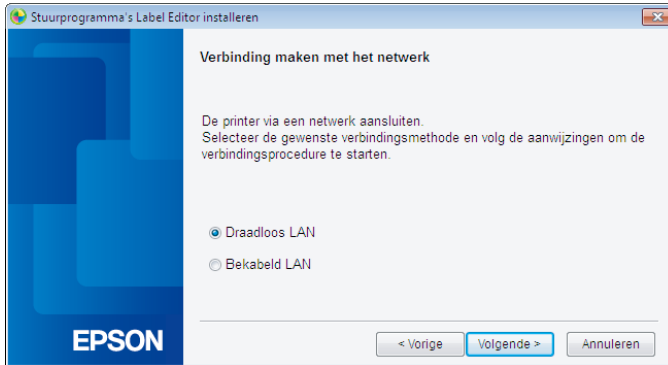 Stuurprogramma's Label Editor installeren
Verbinding maken met het netwerk
De printer via een netwerk aansluiten.
Selecteer de gewenste verbindingsmethode en volg de aanwijzingen om de
verbindingsprocedure te starten.
Draadloos LAN
Bekabeld LAN
EPSON
< Vorige
Volgende >
Annuleren